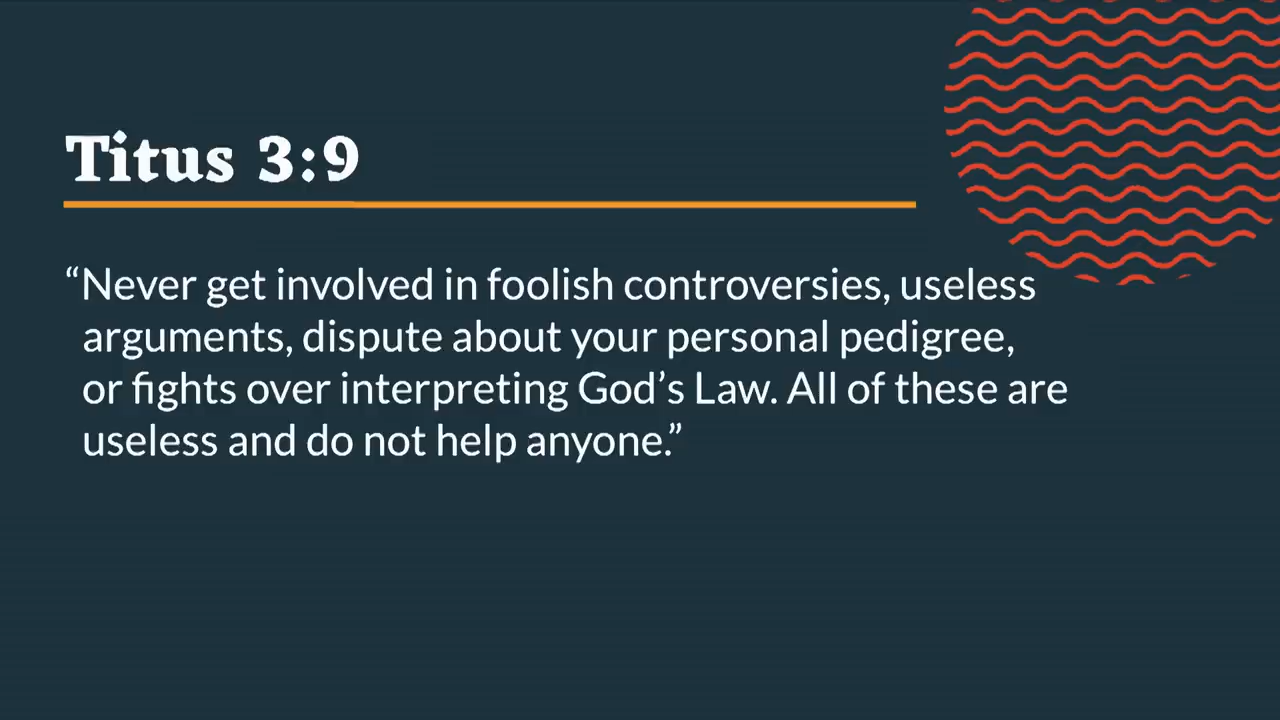 Titus 3:9
“Never get involved in foolish controversies, useless
arguments, dispute about your personal pedigree,
or fights over interpreting God’s Law. All of these are
useless and do not help anyone.”